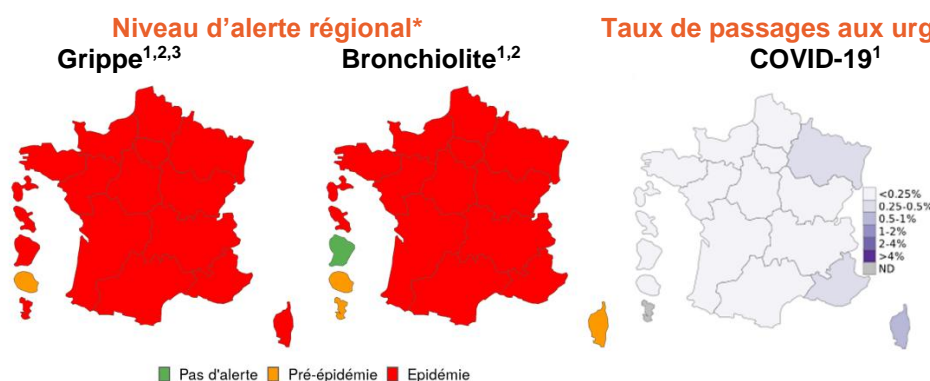 Niveau d'alerte régional*
Taux de passages aux urg
Grippe1,2,3
Bronchiolite1,2
COVID-191
<0.25%
0.25-0.5%
0.5-1%
1-2%
2-4%
>4%
ND
Pas d'alerte Pré-épidémie Epidémie